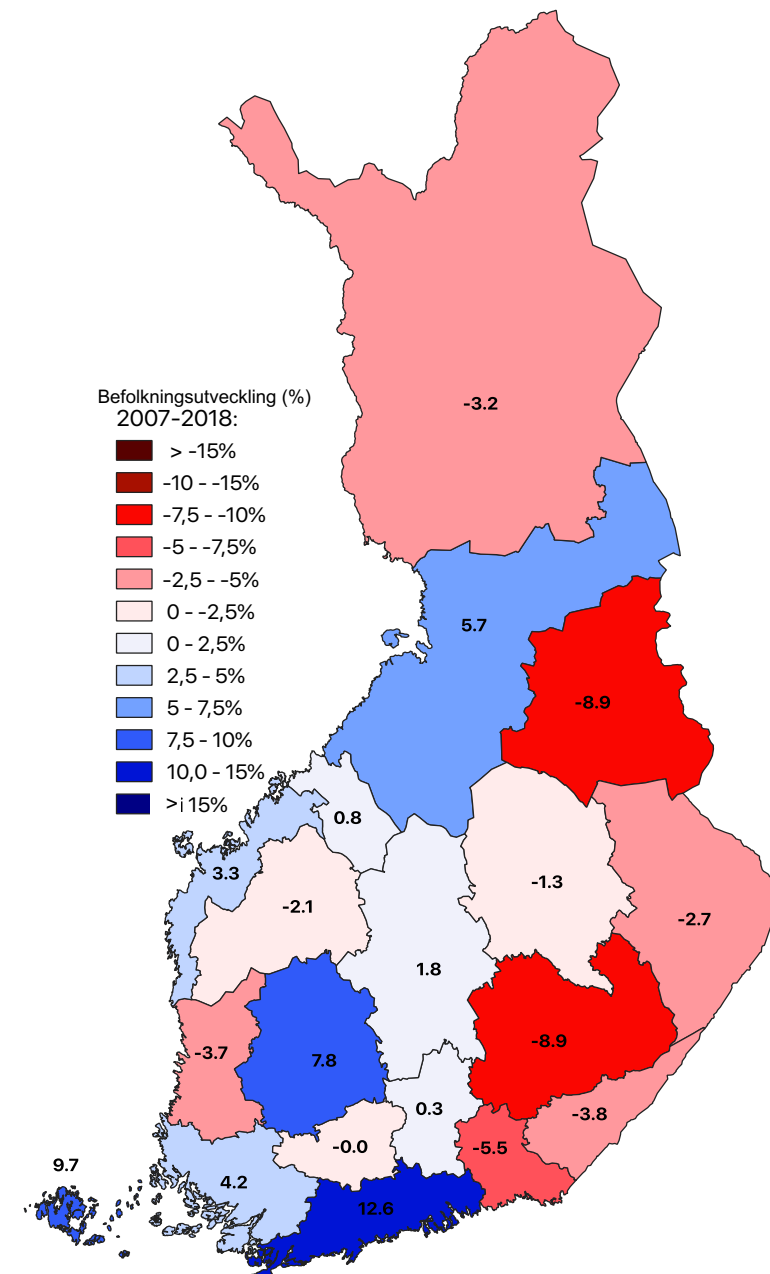 -3.2
Befolkningsutveckling (%)
2007-2018:
> -15%
-10 - -15%
-7,5 - -10%
-5 - -7,5%
-2,5 - -5%
0 - -2,5%
0 - 2,5%
2,5 - 5%
5 - 7,5%
7,5 - 10%
10,0 - 15%
>i 15%
5.7
-8.9
0.8
3.3
-1.3
-2.1
-2.7
1.8
-8.9
-3.7
7.8
0.3
-3.8
-0.0
-5.5
9.7
4.2
12.6